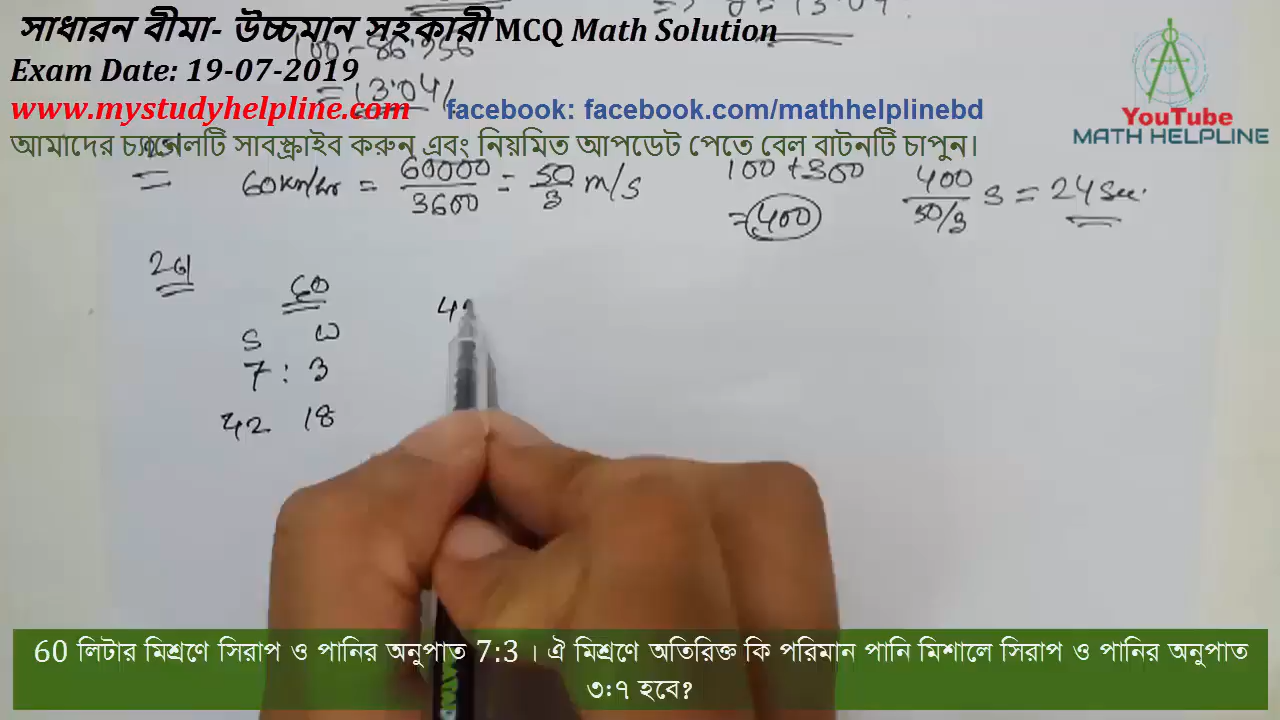 সাধারন বীমা- উচ্চমান সহকারী MCQ Math Solution
Exam Date: 19-07-2019
= 13.04%
www.mystudyhelpline.com facebook: facebook.com/mathhelplinebd
YouTube
MATH HELPLINE
আমাদের চ্যানেলটি সাবস্ক্রাইব করুন এবং নিয়মিত আপডেট পেতে বেল বাটনটি চাপুন।
60km/hr = 60000/3600 = 50/3 m/s
100 + 300
= 400
400/50/3 s = 24 sec.
60
S W
7 : 3
42 18
60 লিটার মিশ্রণে সিরাপ ও পানির অনুপাত 7:3 । ঐ মিশ্রণে অতিরিক্ত কি পরিমান পানি মিশালে সিরাপ ও পানির অনুপাত
৩:৭ হবে?